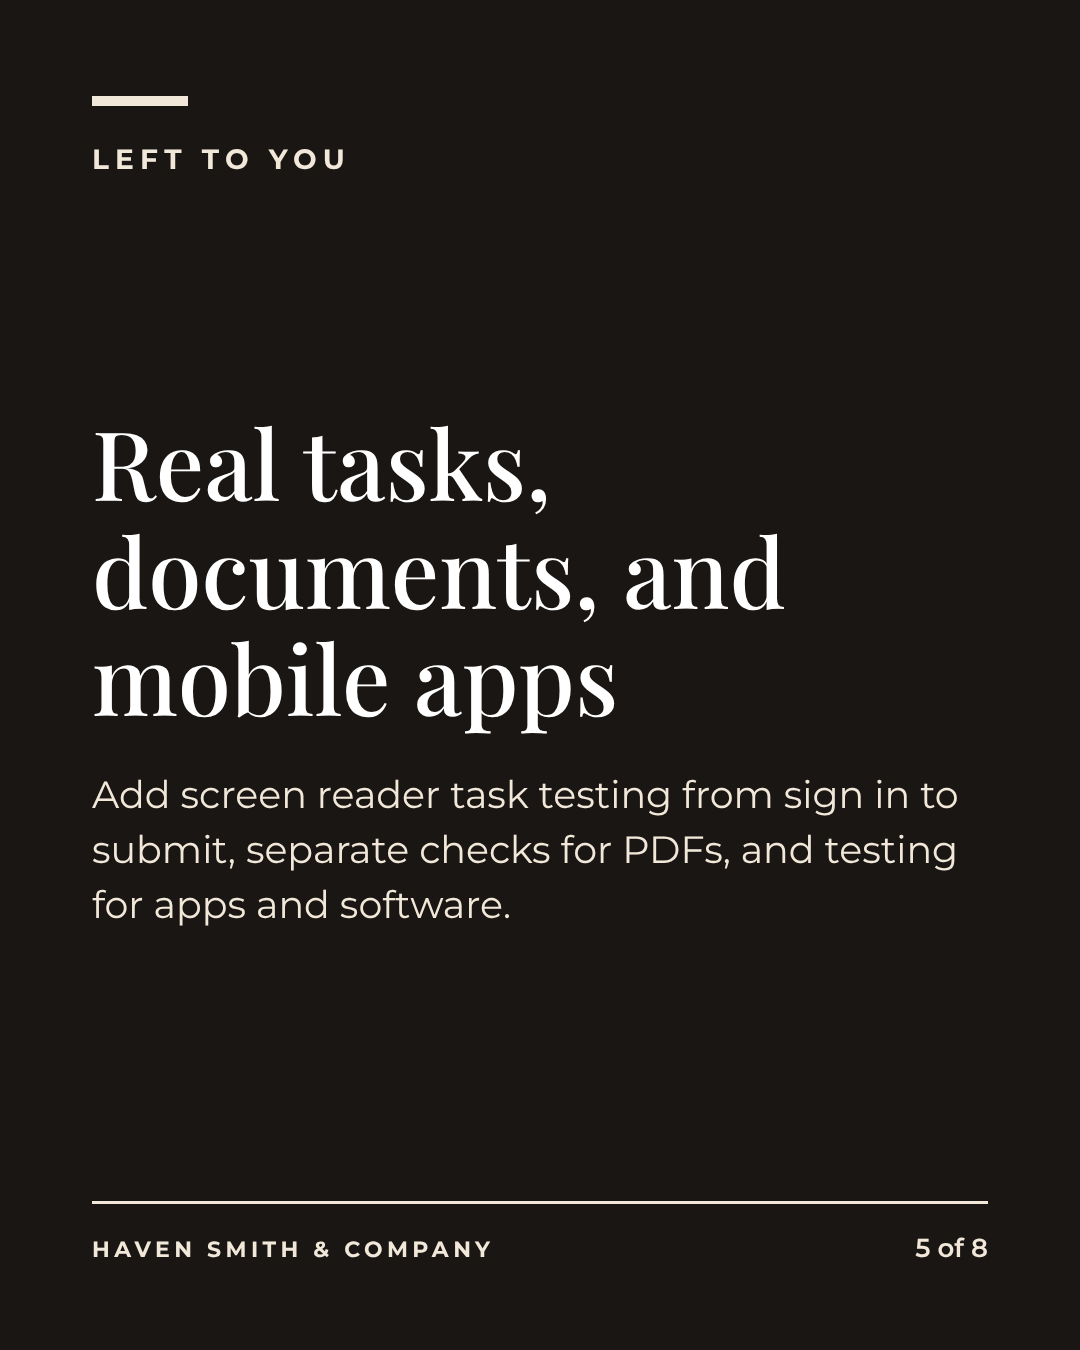 LEFT TO YOU
Real tasks,
documents, and
mobile apps
Add screen reader task testing from sign in to
submit, separate checks for PDFs, and testing
for apps and software.
HAVEN SMITH & COMPANY
5 of 8